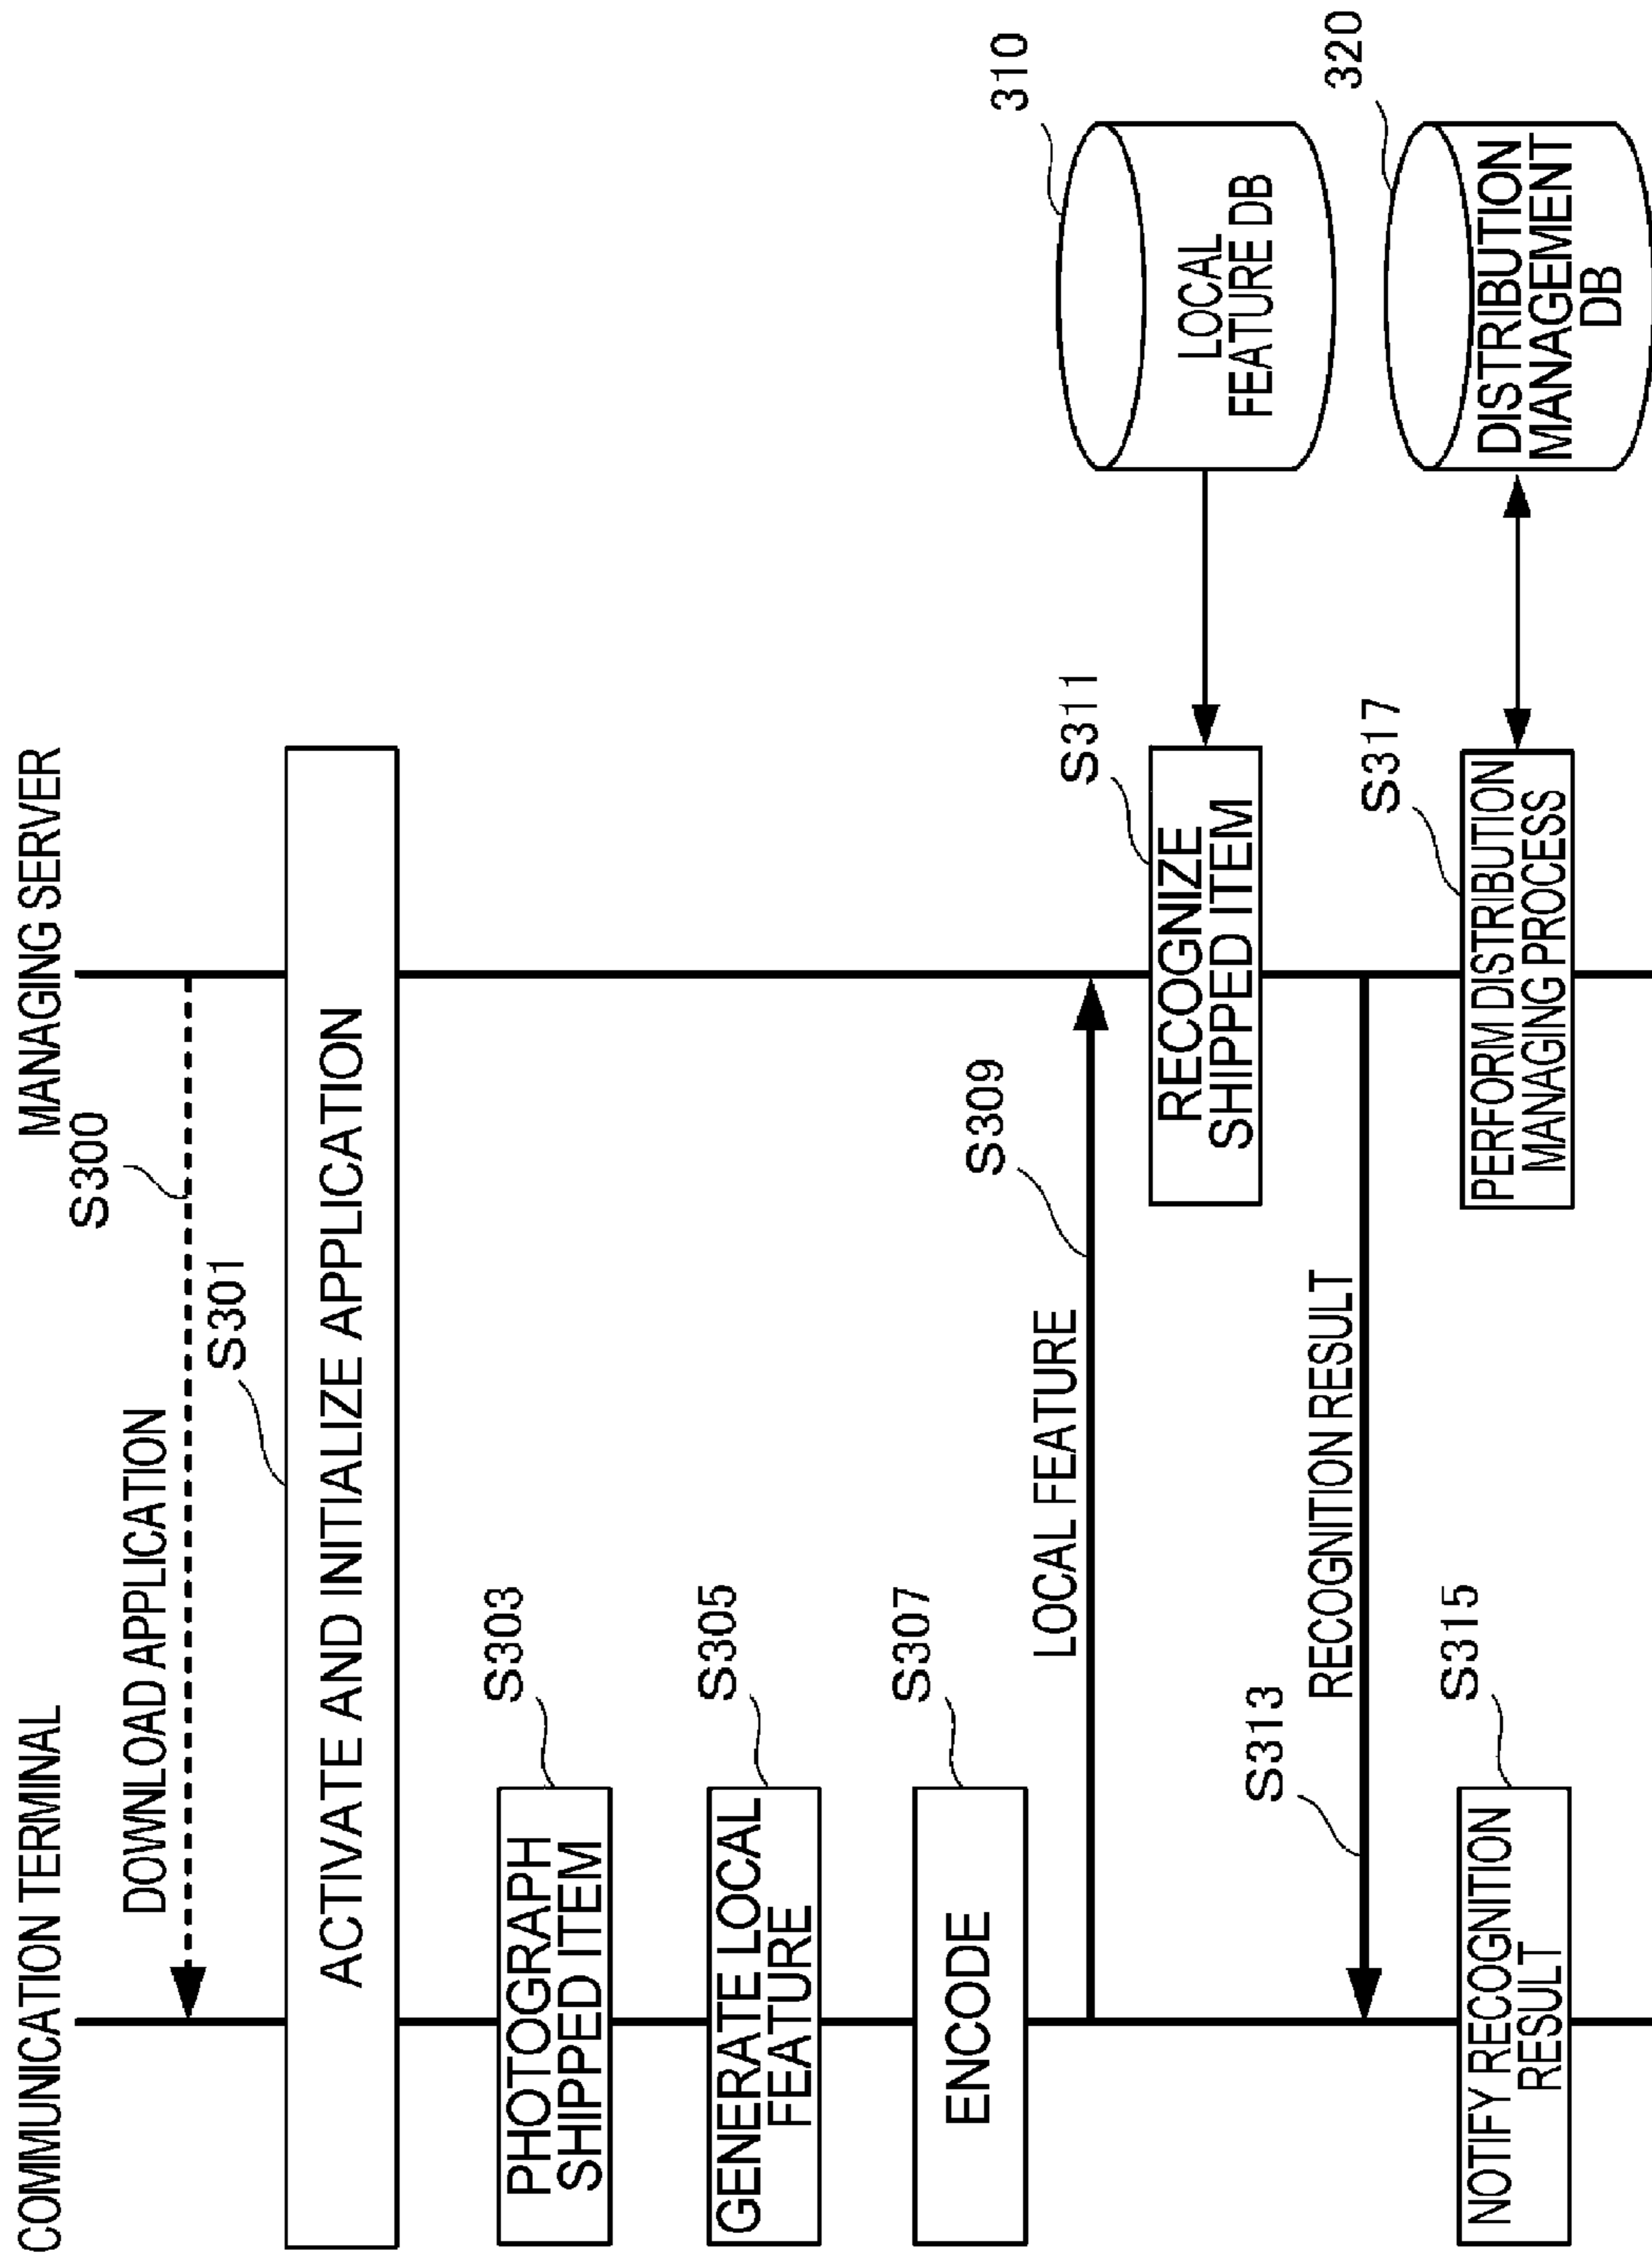 COMMUNICATION TERMINAL
MANAGING SERVER
S300
DOWNLOAD APPLICATION
S301
ACTIVATE AND INITIALIZE APPLICATION
S303
PHOTOGRAPH
SHIPPED ITEM
S305
GENERATE LOCAL
FEATURE
S307
ENCODE
S309
LOCAL FEATURE
S311
RECOGNIZE
SHIPPED ITEM
310
LOCAL
FEATURE DB
S313
RECOGNITION RESULT
S315
NOTIFY RECOGNITION
RESULT
S317
PERFORM DISTRIBUTION
MANAGING PROCESS
320
DISTRIBUTION
MANAGEMENT
DB